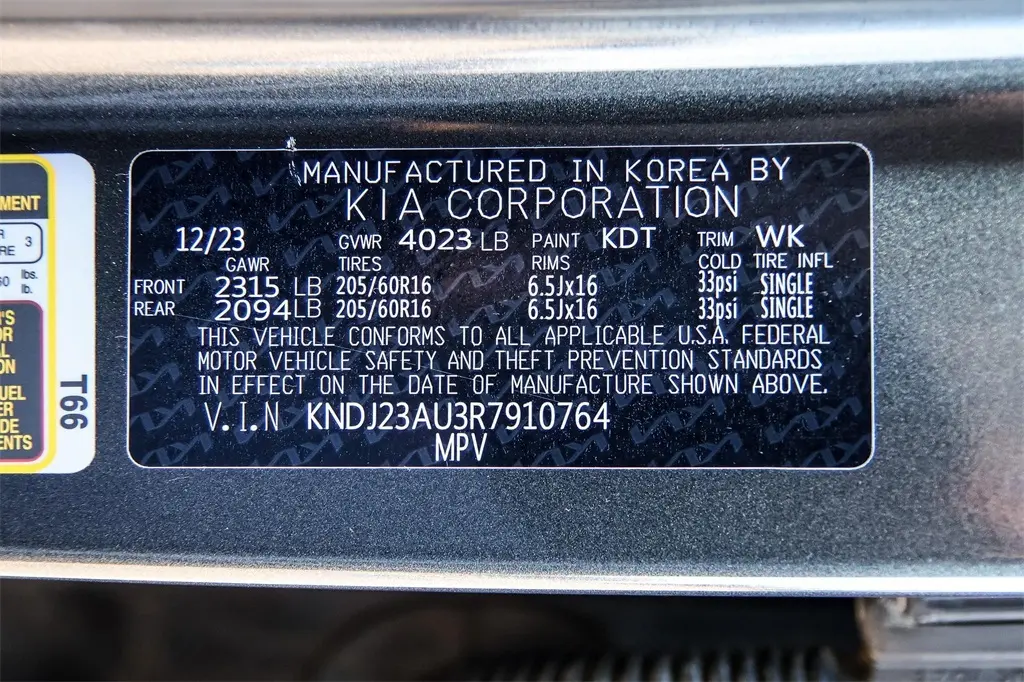 MANUFACTURED IN KOREA BY
KIA CORPORATION
12/23 GVWR 4023 LB PAINT KDT TRIM WK
GAWR TIRES RIMS COLD TIRE INFL
FRONT 2315 LB 205/60R16 6.5Jx16 33psi SINGLE
REAR 2094 LB 205/60R16 6.5Jx16 33psi SINGLE
THIS VEHICLE CONFORMS TO ALL APPLICABLE U.S.A. FEDERAL
MOTOR VEHICLE SAFETY AND THEFT PREVENTION STANDARDS
IN EFFECT ON THE DATE OF MANUFACTURE SHOWN ABOVE.
V.I.N KNDJ23AU3R7910764
MPV
3
lbs.
lb.
T66